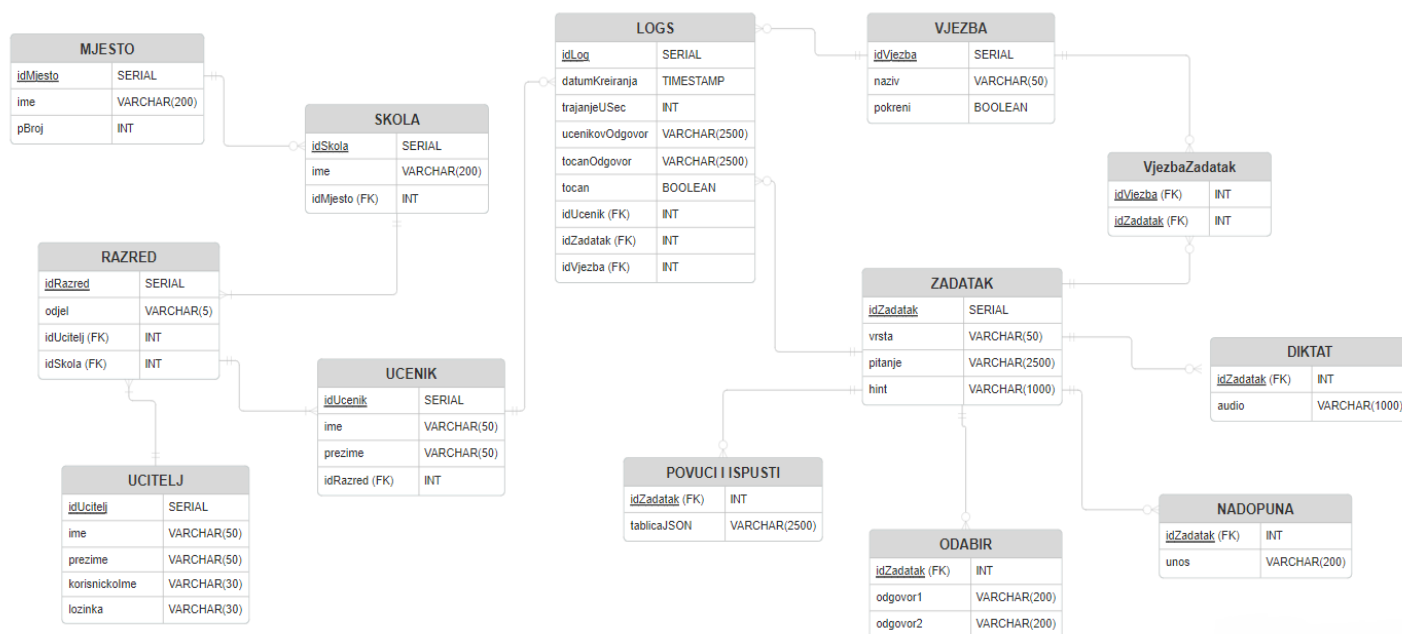 MJESTO
idMjesto SERIAL
ime VARCHAR(200)
pBroj INT
SKOLA
idSkola SERIAL
ime VARCHAR(200)
idMjesto (FK) INT
RAZRED
idRazred SERIAL
odjel VARCHAR(5)
idUcitelj (FK) INT
idSkola (FK) INT
UCENIK
idUcenik SERIAL
ime VARCHAR(50)
prezime VARCHAR(50)
idRazred (FK) INT
UCITELJ
idUcitelj SERIAL
ime VARCHAR(50)
prezime VARCHAR(50)
korisnickoIme VARCHAR(30)
lozinka VARCHAR(30)
LOGS
idLog SERIAL
datumKreiranja TIMESTAMP
trajanjeUSec INT
ucenikovOdgovor VARCHAR(2500)
tocanOdgovor VARCHAR(2500)
tocan BOOLEAN
idUcenik (FK) INT
idZadatak (FK) INT
idVjezba (FK) INT
VJEZBA
idVjezba SERIAL
naziv VARCHAR(50)
pokreni BOOLEAN
VjezbaZadatak
idVjezba (FK) INT
idZadatak (FK) INT
ZADATAK
idZadatak SERIAL
vrsta VARCHAR(50)
pitanje VARCHAR(2500)
hint VARCHAR(1000)
DIKTAT
idZadatak (FK) INT
audio VARCHAR(1000)
POVUCI I ISPUSTI
idZadatak (FK) INT
tablicaJSON VARCHAR(2500)
ODABIR
idZadatak (FK) INT
odgovor1 VARCHAR(200)
odgovor2 VARCHAR(200)
NADOPUNA
idZadatak (FK) INT
unos VARCHAR(200)